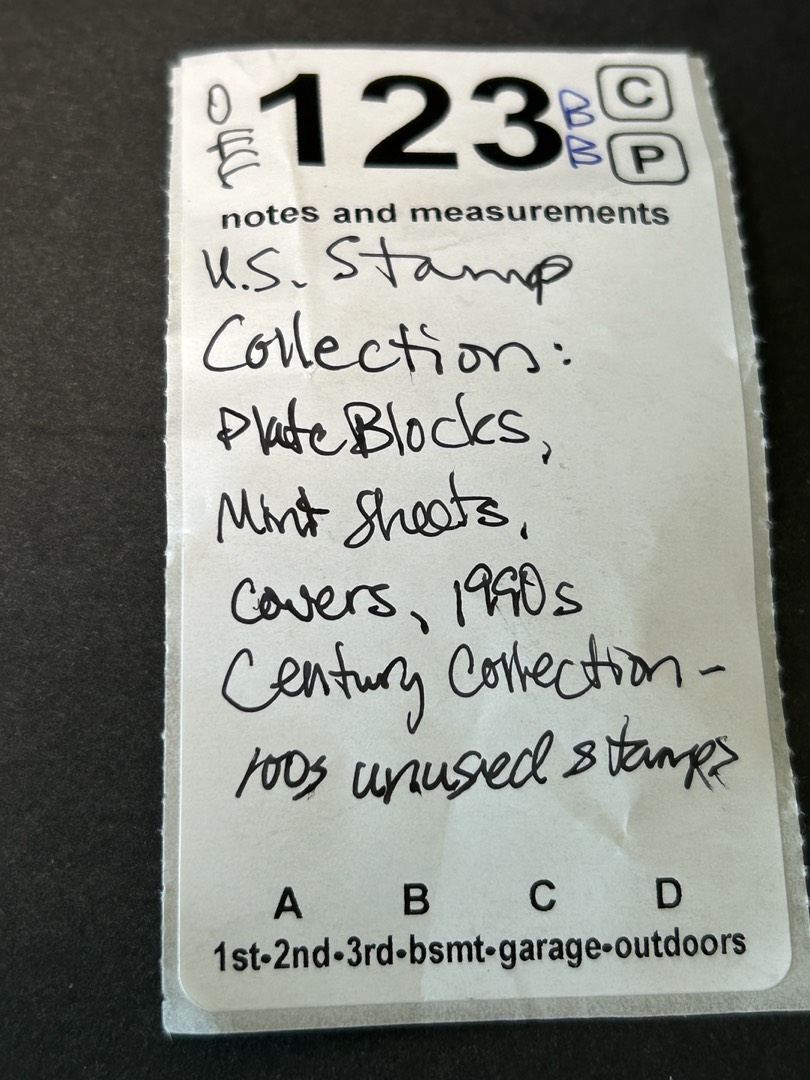 O 123 B C
E B P
notes and measurements
U.S. Stamp
Collection:
Plate Blocks,
Mint Sheets,
Covers, 1990s
Century Collection -
100s unused stamps
A B C D
1st•2nd•3rd•bsmt•garage•outdoors